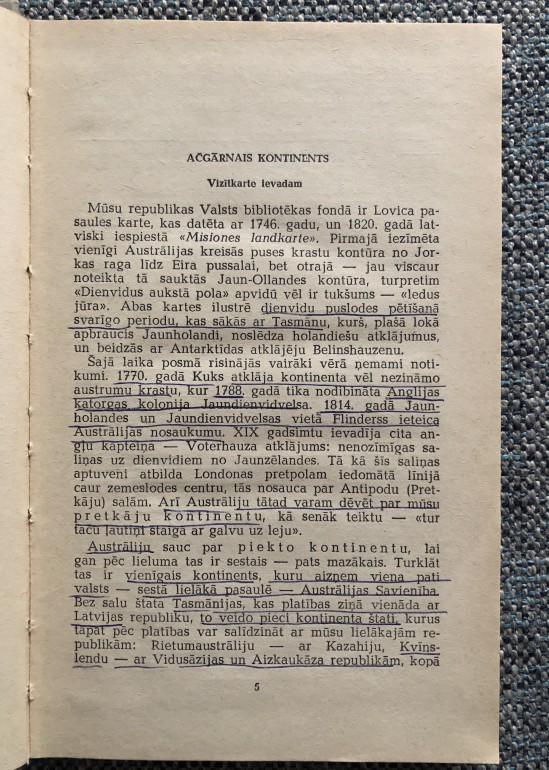 AČGĀRNAIS KONTINENTS
Vizītkarte ievadam
Mūsu republikas Valsts bibliotēkas fondā ir Lovica pa-
saules karte, kas datēta ar 1746. gadu, un 1820. gadā lat-
viski iespiestā «Misiones landkarte». Pirmajā iezīmēta
vienīgi Austrālijas kreisās puses krastu kontūra no Jor-
kas raga līdz Eira pussalai, bet otrajā — jau viscaur
noteikta tā sauktās Jaun-Ollandes kontūra, turpretim
«Dienvidus aukstā pola» apvidū vēl ir tukšums — «ledus
jūra». Abas kartes ilustrē dienvidu puslodes pētīšanā
svarīgo periodu, kas sākās ar Tasmanu, kurš, plašā lokā
apbraucis Jaunholandi, noslēdza holandiešu atklājumus,
un beidzās ar Antarktīdas atklājēju Belinshauzenu.
Šajā laika posmā risinājās vairāki vērā ņemami noti-
kumi. 1770. gadā Kuks atklāja kontinenta vēl nezināmo
austrumu krastu, kur 1788. gadā tika nodibināta Anglijas
katorgas kolonija Jaundienvidvelsa. 1814. gadā Jaun-
holandes un Jaundienvidvelsas vietā Flinderss ieteica
Austrālijas nosaukumu. XIX gadsimtu ievadīja cita an-
gļu kapteiņa — Voterhauza atklājums: nenozīmīgas sa-
liņas uz dienvidiem no Jaunzēlandes. Tā kā šīs saliņas
aptuveni atbilda Londonas pretpolam iedomātā līnijā
caur zemeslodes centru, tās nosauca par Antipodu (Pret-
kāju) salām. Arī Austrāliju tātad varam dēvēt par mūsu
pretkāju kontinentu, kā senāk teiktu — «tur
taču ļautiņi staigā ar galvu uz leju».
Austrāliju sauc par piekto kontinentu, lai
gan pēc lieluma tas ir sestais — pats mazākais. Turklāt
tas ir vienīgais kontinents, kuru aizņem viena pati
valsts — sestā lielākā pasaulē — Austrālijas Savienība.
Bez salu štata Tasmānijas, kas platības ziņā vienāda ar
Latvijas republiku, to veido pieci kontinenta štati, kurus
tāpat pēc platības var salīdzināt ar mūsu lielākajām re-
publikām: Rietumaustrāliju — ar Kazahiju, Kvīns-
lendu — ar Vidusāzijas un Aizkaukāza republikām, kopā
5